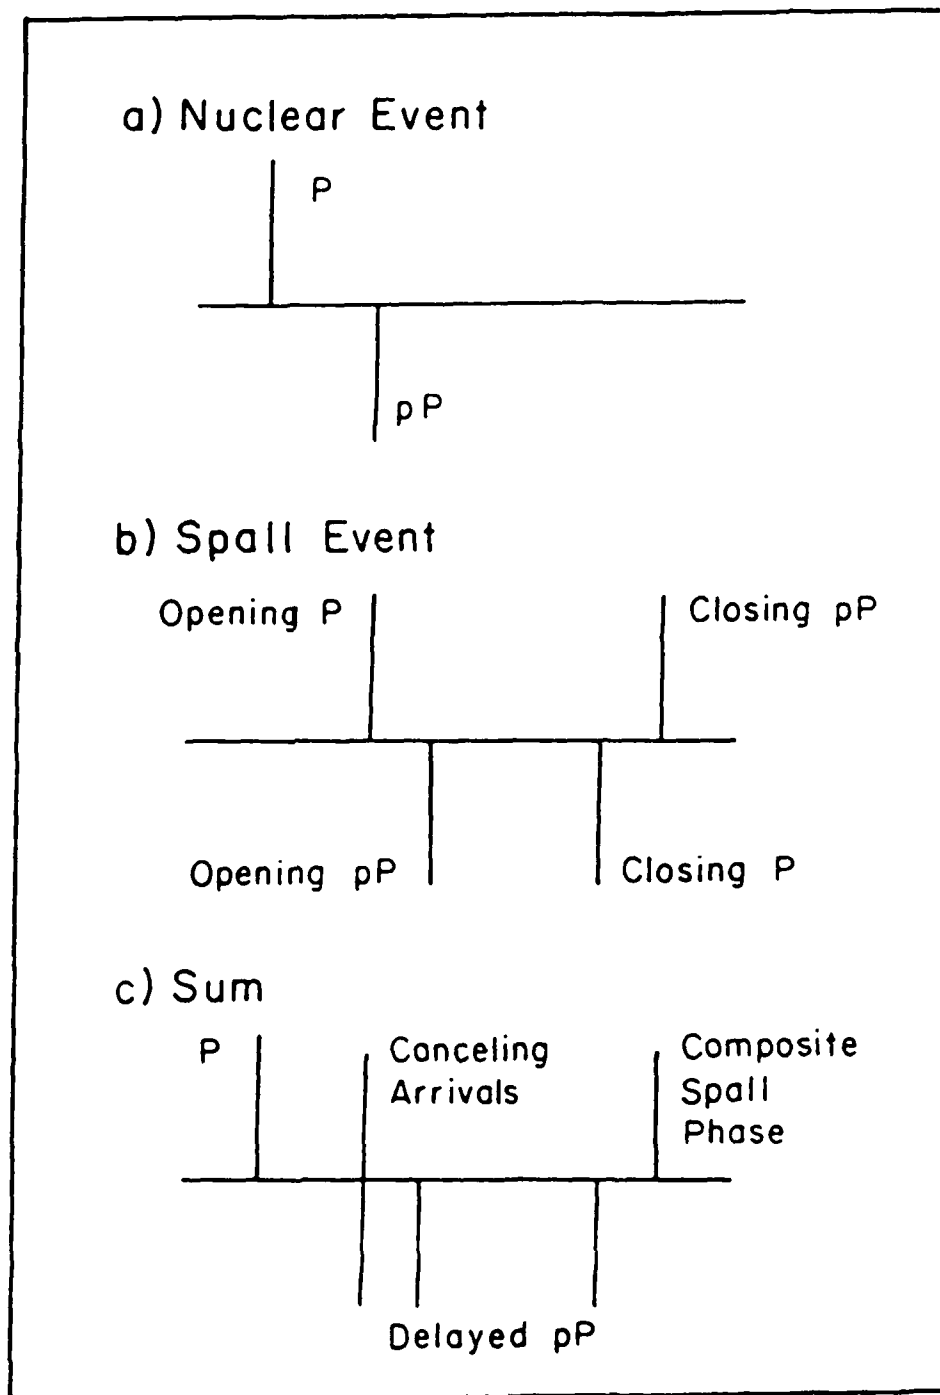 a) Nuclear Event
P
pP
b) Spall Event
Opening P
Closing pP
Opening pP
Closing P
c) Sum
P
Canceling
Arrivals
Composite
Spall
Phase
Delayed pP